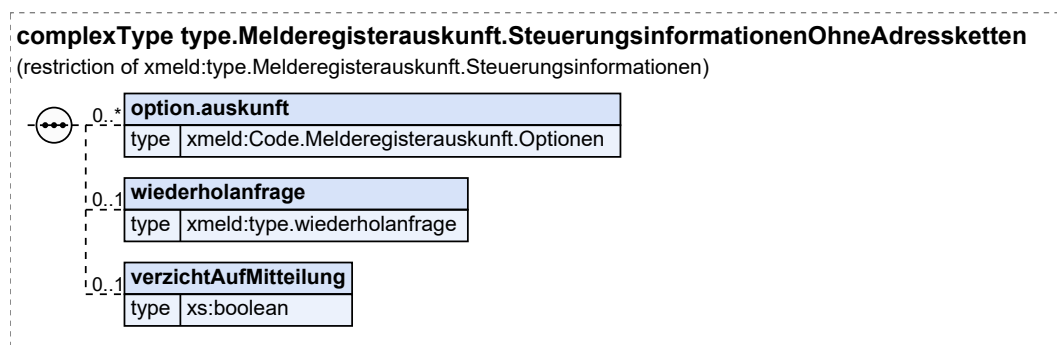 complexType type.Melderegisterauskunft.SteuerungsinformationenOhneAdressketten
(restriction of xmeld:type.Melderegisterauskunft.Steuerungsinformationen)
0..* option.auskunft
type xmeld:Code.Melderegisterauskunft.Optionen
0..1 wiederholanfrage
type xmeld:type.wiederholanfrage
0..1 verzichtAufMitteilung
type xs:boolean